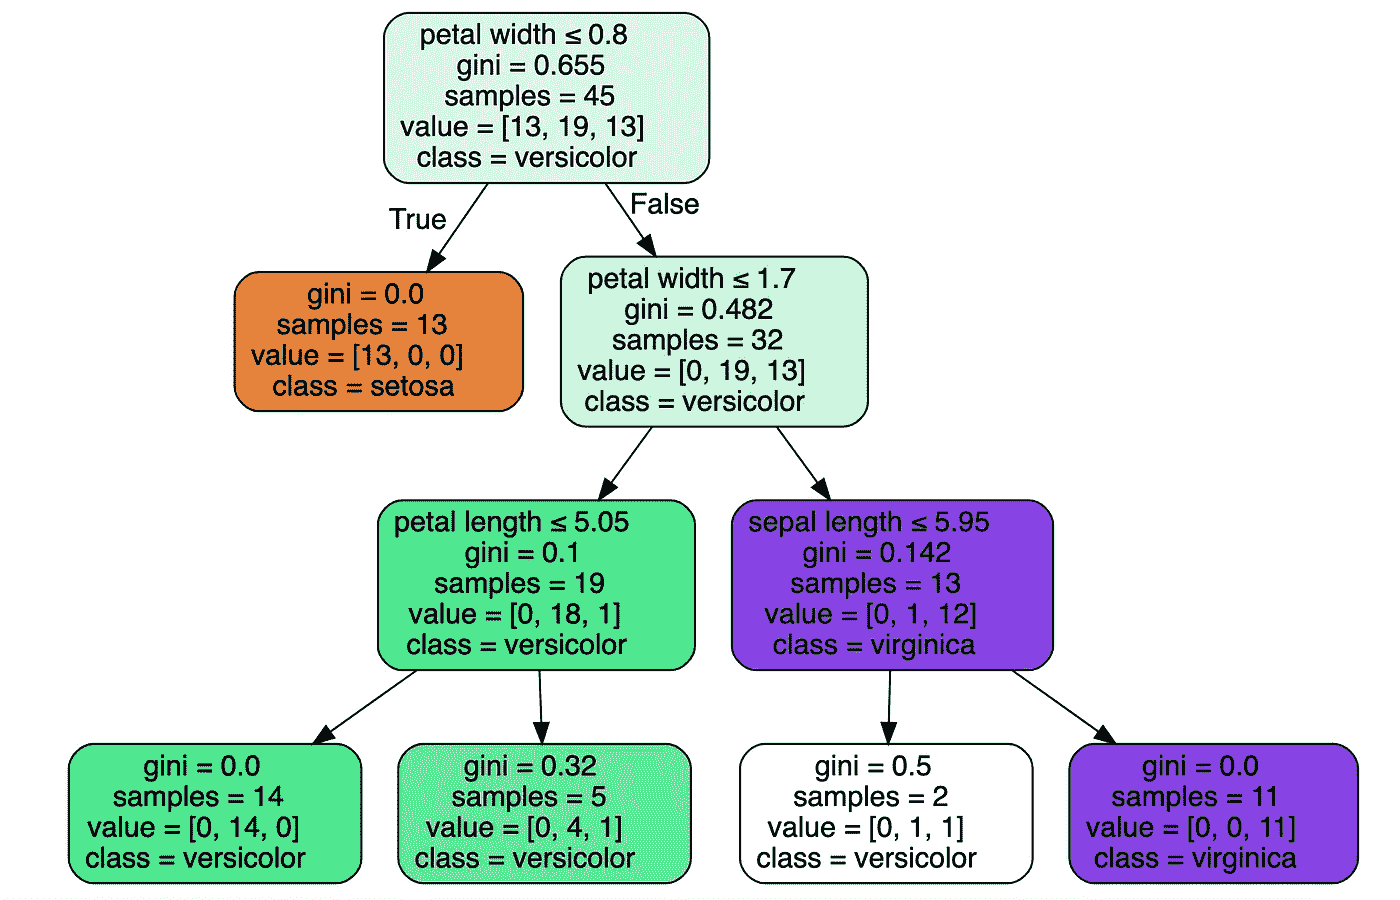 petal width ≤ 0.8
gini = 0.655
samples = 45
value = [13, 19, 13]
class = versicolor
True
False
gini = 0.0
samples = 13
value = [13, 0, 0]
class = setosa
petal width ≤ 1.7
gini = 0.482
samples = 32
value = [0, 19, 13]
class = versicolor
petal length ≤ 5.05
gini = 0.1
samples = 19
value = [0, 18, 1]
class = versicolor
sepal length ≤ 5.95
gini = 0.142
samples = 13
value = [0, 1, 12]
class = virginica
gini = 0.0
samples = 14
value = [0, 14, 0]
class = versicolor
gini = 0.32
samples = 5
value = [0, 4, 1]
class = versicolor
gini = 0.5
samples = 2
value = [0, 1, 1]
class = versicolor
gini = 0.0
samples = 11
value = [0, 0, 11]
class = virginica